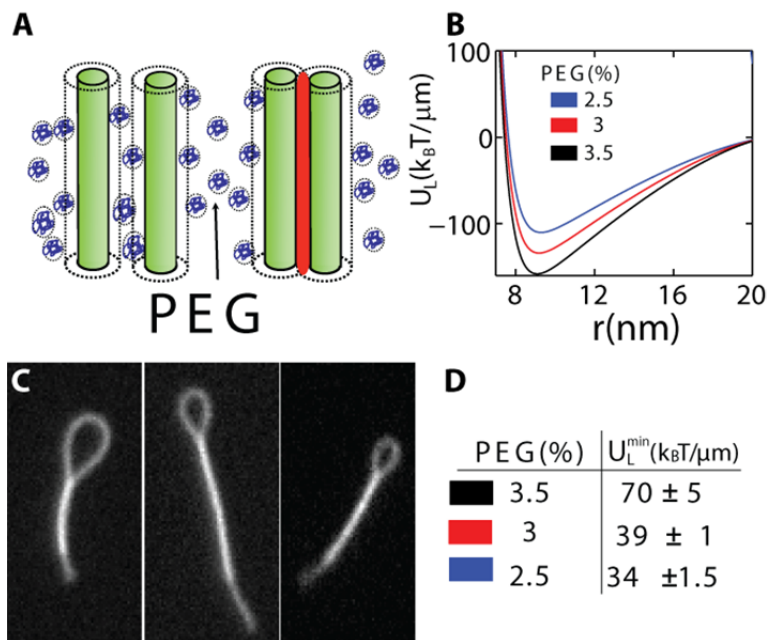 A
PEG
B
U_L(k_BT/μm)
100
0
−100
PEG(%)
2.5
3
3.5
8
12
16
20
r(nm)
C
D
PEG(%) U_L^min(k_BT/μm)
3.5 70 ± 5
3 39 ± 1
2.5 34 ±1.5